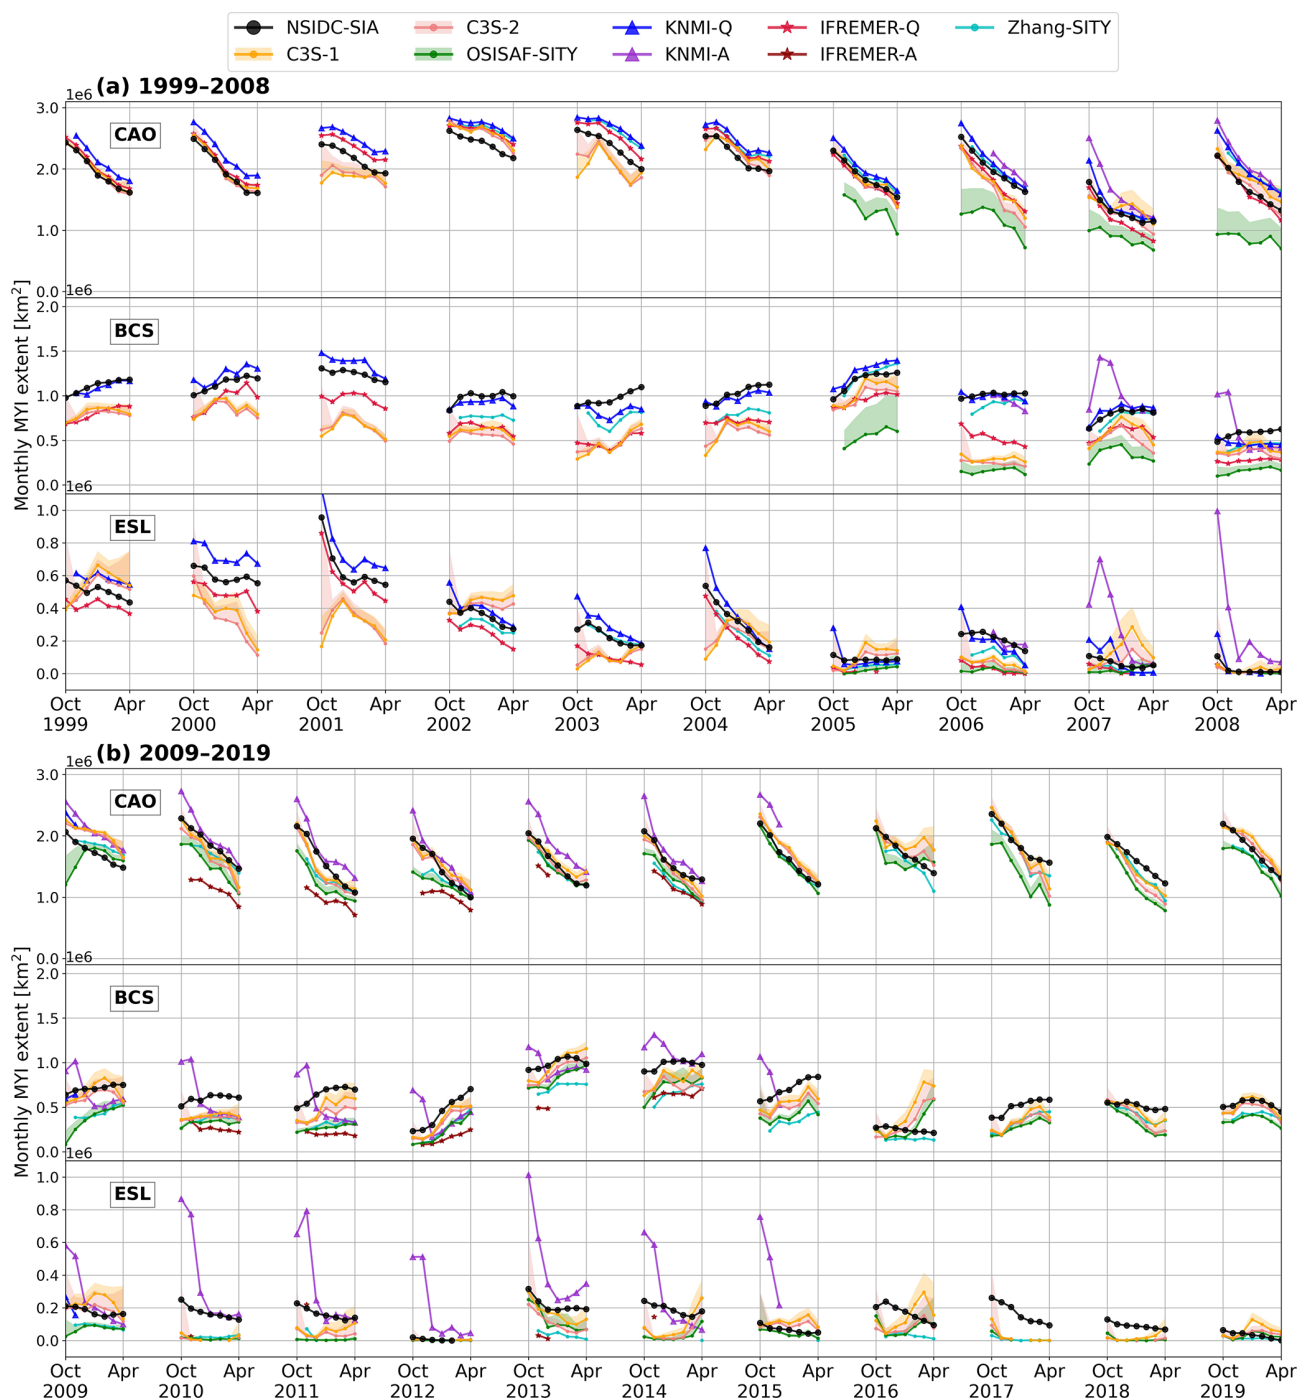 NSIDC-SIA C3S-2 KNMI-Q IFREMER-Q Zhang-SITY
C3S-1 OSISAF-SITY KNMI-A IFREMER-A
(a) 1999–2008
1e6
CAO
3.0
2.0
1.0
0.0
1e6
BCS
2.0
1.5
1.0
0.5
0.0
1e6
ESL
1.0
0.8
0.6
0.4
0.2
0.0
Monthly MYI extent [km²]
Oct Apr Oct Apr Oct Apr Oct Apr Oct Apr Oct Apr Oct Apr Oct Apr Oct Apr Oct Apr
1999 2000 2001 2002 2003 2004 2005 2006 2007 2008
(b) 2009–2019
1e6
CAO
3.0
2.0
1.0
0.0
1e6
BCS
2.0
1.5
1.0
0.5
0.0
1e6
ESL
1.0
0.8
0.6
0.4
0.2
0.0
Monthly MYI extent [km²]
Oct Apr Oct Apr Oct Apr Oct Apr Oct Apr Oct Apr Oct Apr Oct Apr Oct Apr Oct Apr Oct Apr
2009 2010 2011 2012 2013 2014 2015 2016 2017 2018 2019